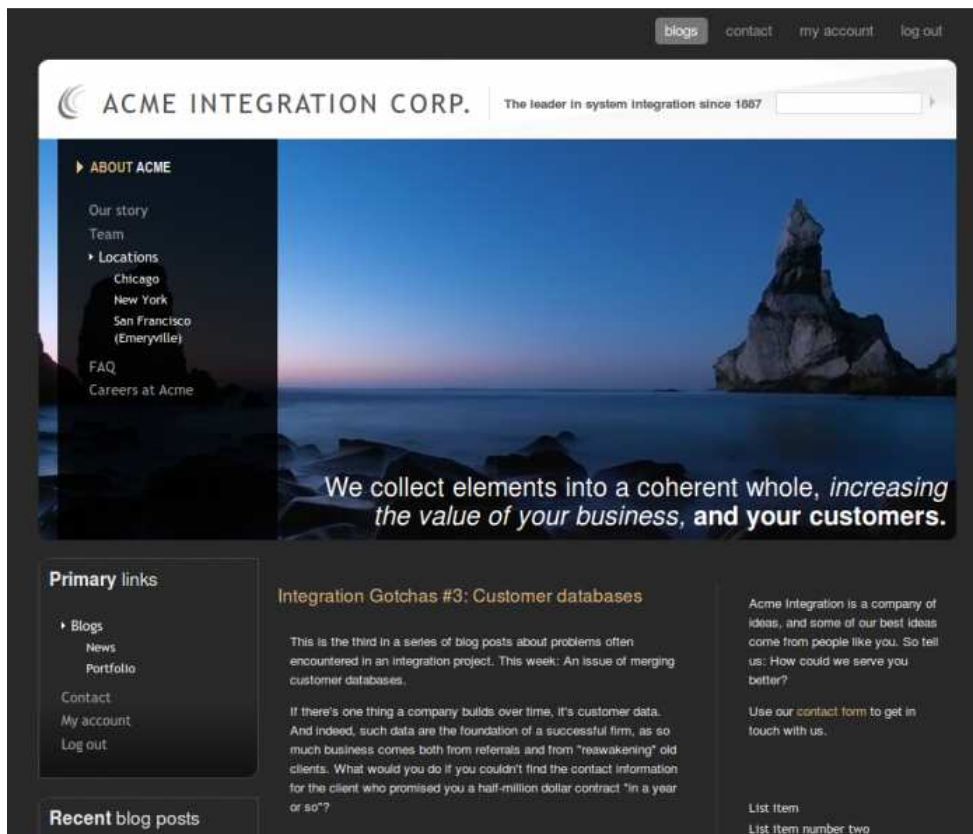 blogs contact my account log out
ACME INTEGRATION CORP.
The leader in system integration since 1887
ABOUT ACME
Our story
Team
Locations
Chicago
New York
San Francisco
(Emeryville)
FAQ
Careers at Acme
We collect elements into a coherent whole, increasing
the value of your business, and your customers.
Primary links
Blogs
News
Portfolio
Contact
My account
Log out
Recent blog posts
Integration Gotchas #3: Customer databases
This is the third in a series of blog posts about problems often
encountered in an integration project. This week: An issue of merging
customer databases.
If there's one thing a company builds over time, it's customer data.
And indeed, such data are the foundation of a successful firm, as so
much business comes both from referrals and from "reawakening" old
clients. What would you do if you couldn't find the contact information
for the client who promised you a half-million dollar contract "in a year
or so"?
Acme Integration is a company of
ideas, and some of our best ideas
come from people like you. So tell
us: How could we serve you
better?
Use our contact form to get in
touch with us.
List item
List item number two